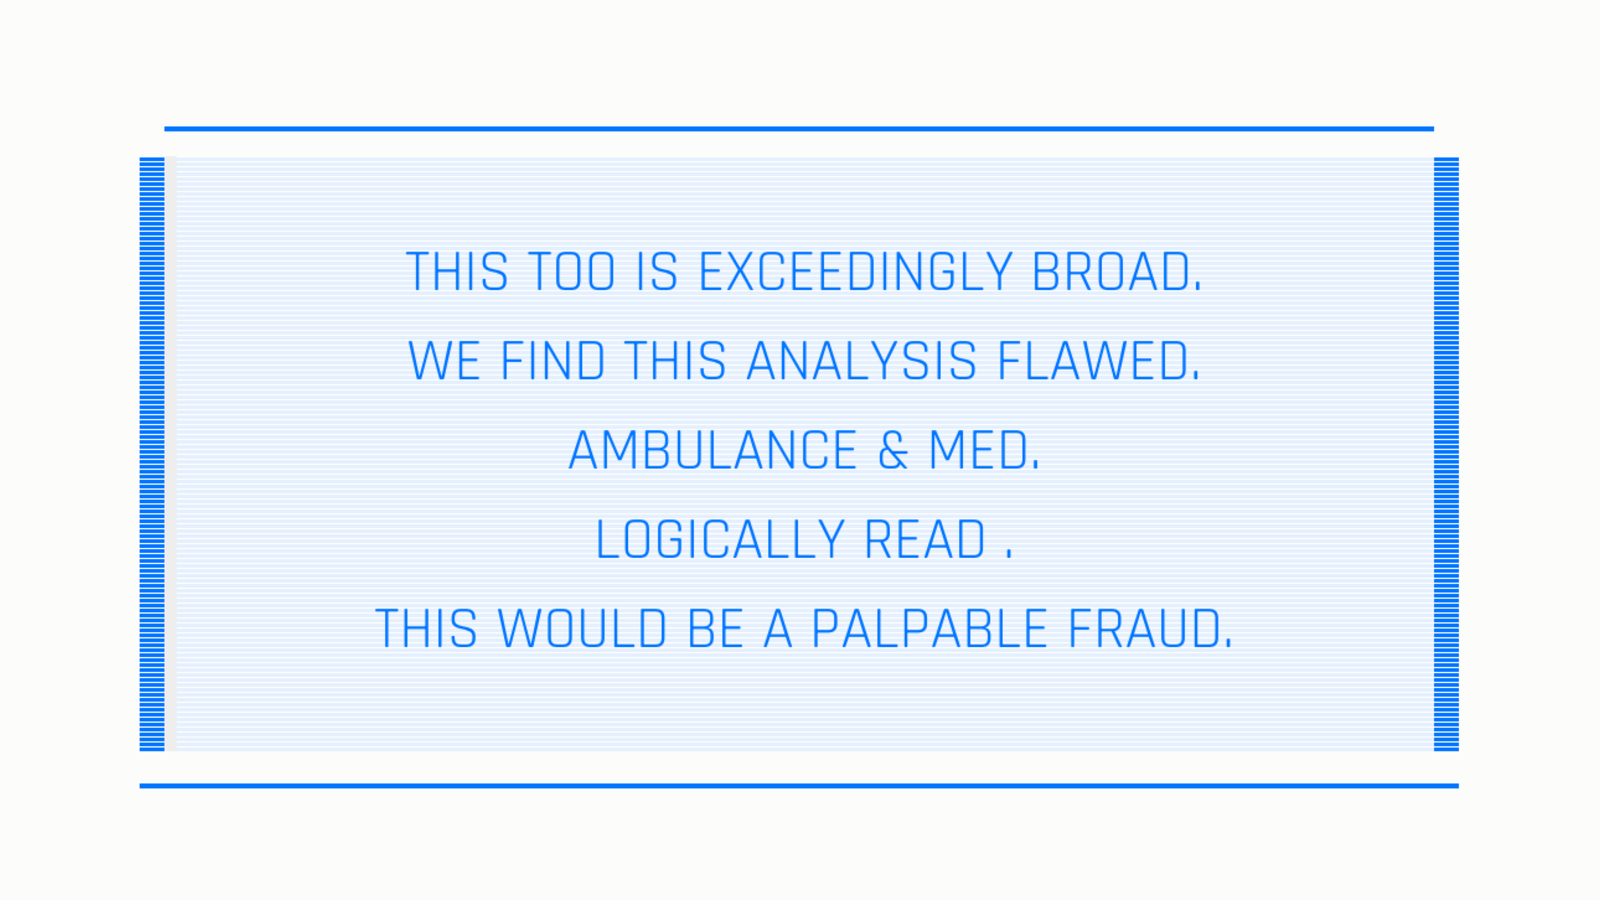 THIS TOO IS EXCEEDINGLY BROAD.
WE FIND THIS ANALYSIS FLAWED.
AMBULANCE & MED.
LOGICALLY READ .
THIS WOULD BE A PALPABLE FRAUD.